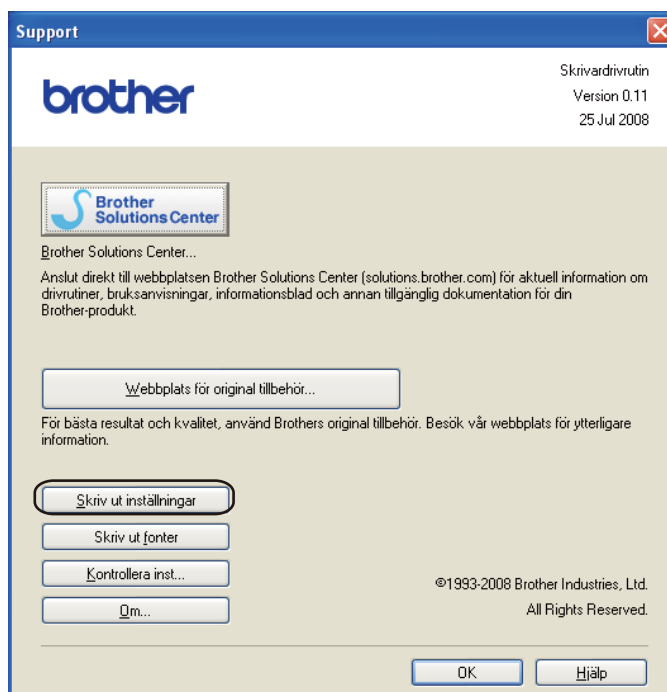 Support
brother
Skrivardrivrutin
Version 0.11
25 Jul 2008
Brother
Solutions Center
Brother Solutions Center...
Anslut direkt till webbplatsen Brother Solutions Center (solutions.brother.com) för aktuell information om
drivrutiner, bruksanvisningar, informationsblad och annan tillgänglig dokumentation för din
Brother-produkt.
Webbplats för original tillbehör...
För bästa resultat och kvalitet, använd Brothers original tillbehör. Besök vår webbplats för ytterligare
information.
Skriv ut inställningar
Skriv ut fonter
Kontrollera inst...
Om...
©1993-2008 Brother Industries, Ltd.
All Rights Reserved.
OK
Hjälp